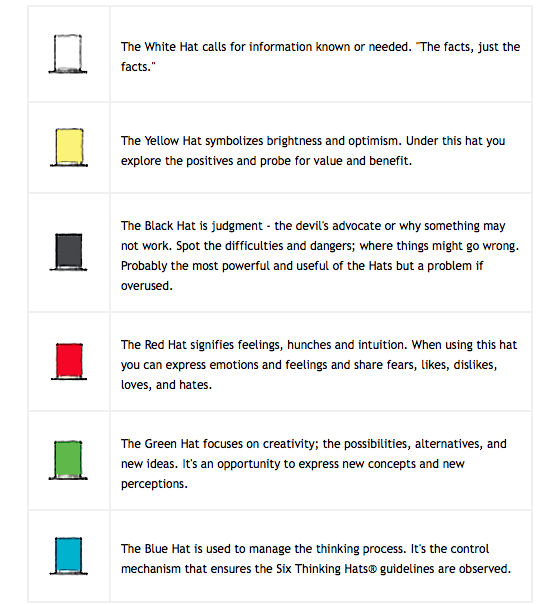 The White Hat calls for information known or needed. "The facts, just the
facts."
The Yellow Hat symbolizes brightness and optimism. Under this hat you
explore the positives and probe for value and benefit.
The Black Hat is judgment - the devil's advocate or why something may
not work. Spot the difficulties and dangers; where things might go wrong.
Probably the most powerful and useful of the Hats but a problem if
overused.
The Red Hat signifies feelings, hunches and intuition. When using this hat
you can express emotions and feelings and share fears, likes, dislikes,
loves, and hates.
The Green Hat focuses on creativity; the possibilities, alternatives, and
new ideas. It's an opportunity to express new concepts and new
perceptions.
The Blue Hat is used to manage the thinking process. It's the control
mechanism that ensures the Six Thinking Hats® guidelines are observed.